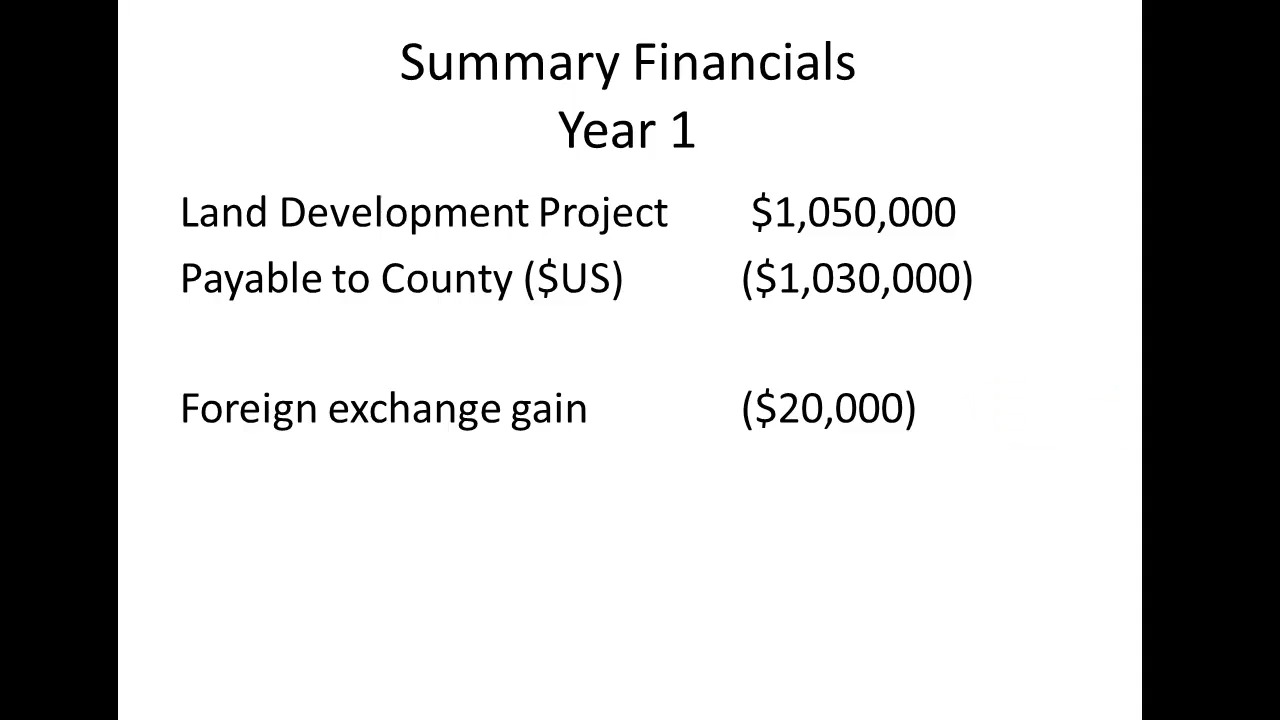 Summary Financials
Year 1
Land Development Project $1,050,000
Payable to County ($US) ($1,030,000)
Foreign exchange gain ($20,000)